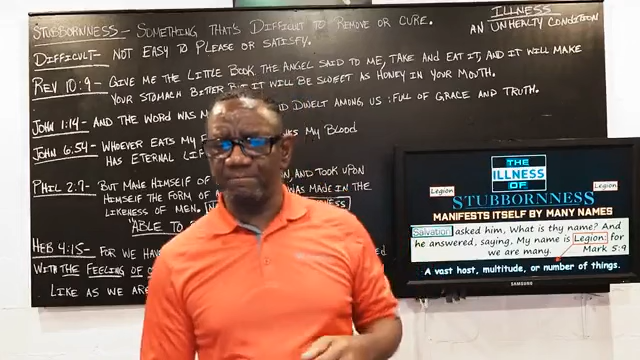 STUBBORNNESS - SOMETHING THAT'S DIFFICULT TO REMOVE OR CURE.
ILLNESS
AN UNHEALTY CONDITION
DIFFICULT - NOT EASY TO PLEASE OR SATISFY.
REV 10:9 - GIVE ME THE LITTLE BOOK THE ANGEL SAID TO ME, TAKE AND EAT IT, AND IT WILL MAKE
YOUR STOMACH BITTER BUT IT WILL BE SWEET AS HONEY IN YOUR MOUTH.
JOHN 1:14 - AND THE WORD WAS DWELT AMONG US : FULL OF GRACE AND TRUTH.
JOHN 6:54 - WHOEVER EATS MY MY BLOOD
HAS ETERNAL
PHIL 2:7 - BUT MADE HIMSELF OF AND TOOK UPON
HIMSELF THE FORM OF WAS MADE IN THE
LIKENESS OF MEN.
"ABLE TO
HEB 4:15 - FOR WE HAVE
WITH THE FEELING OF
LIKE AS WE ARE
THE
ILLNESS
OF
Legion Legion
STUBBORNNESS
MANIFESTS ITSELF BY MANY NAMES
Salvation asked him, What is thy name? And
he answered, saying, My name is Legion: for
we are many. Mark 5:9
A vast host, multitude, or number of things.
SAMSUNG